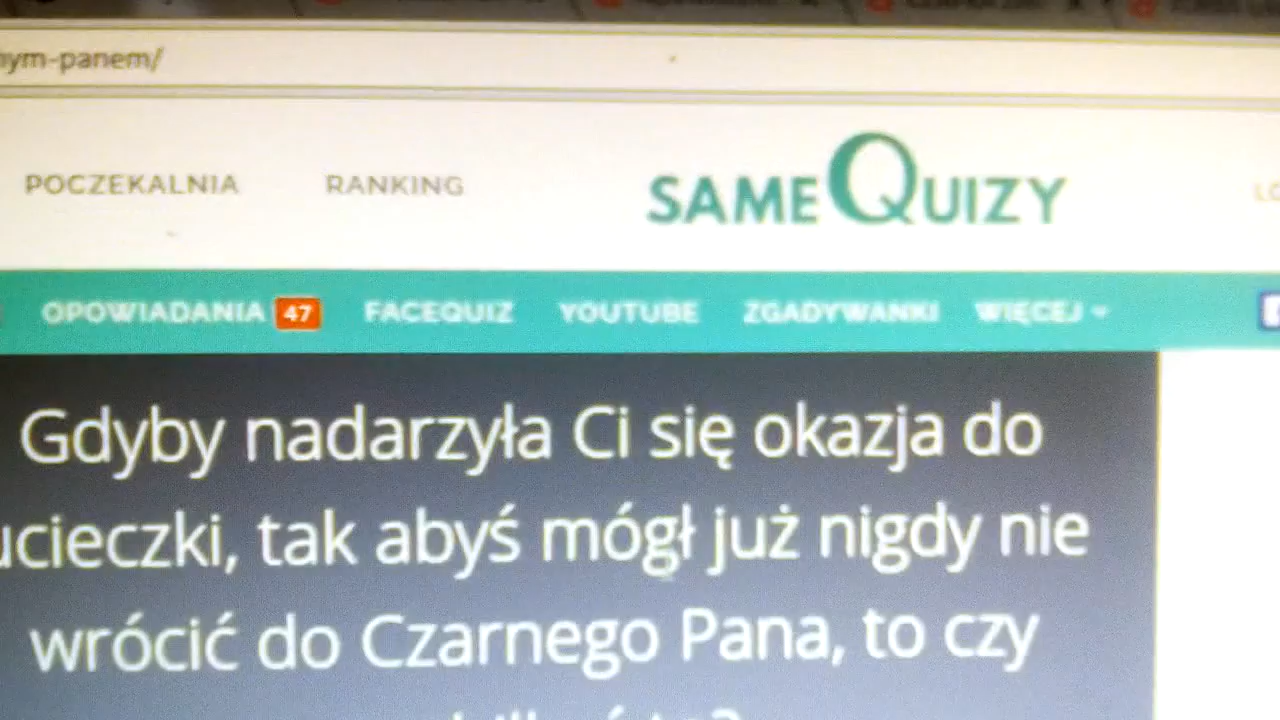 nym-panem/
POCZEKALNIA RANKING SAMEQUIZY
OPOWIADANIA 47 FACEQUIZ YOUTUBE ZGADYWANKI WIĘCEJ
Gdyby nadarzyła Ci się okazja do
ucieczki, tak abyś mógł już nigdy nie
wrócić do Czarnego Pana, to czy